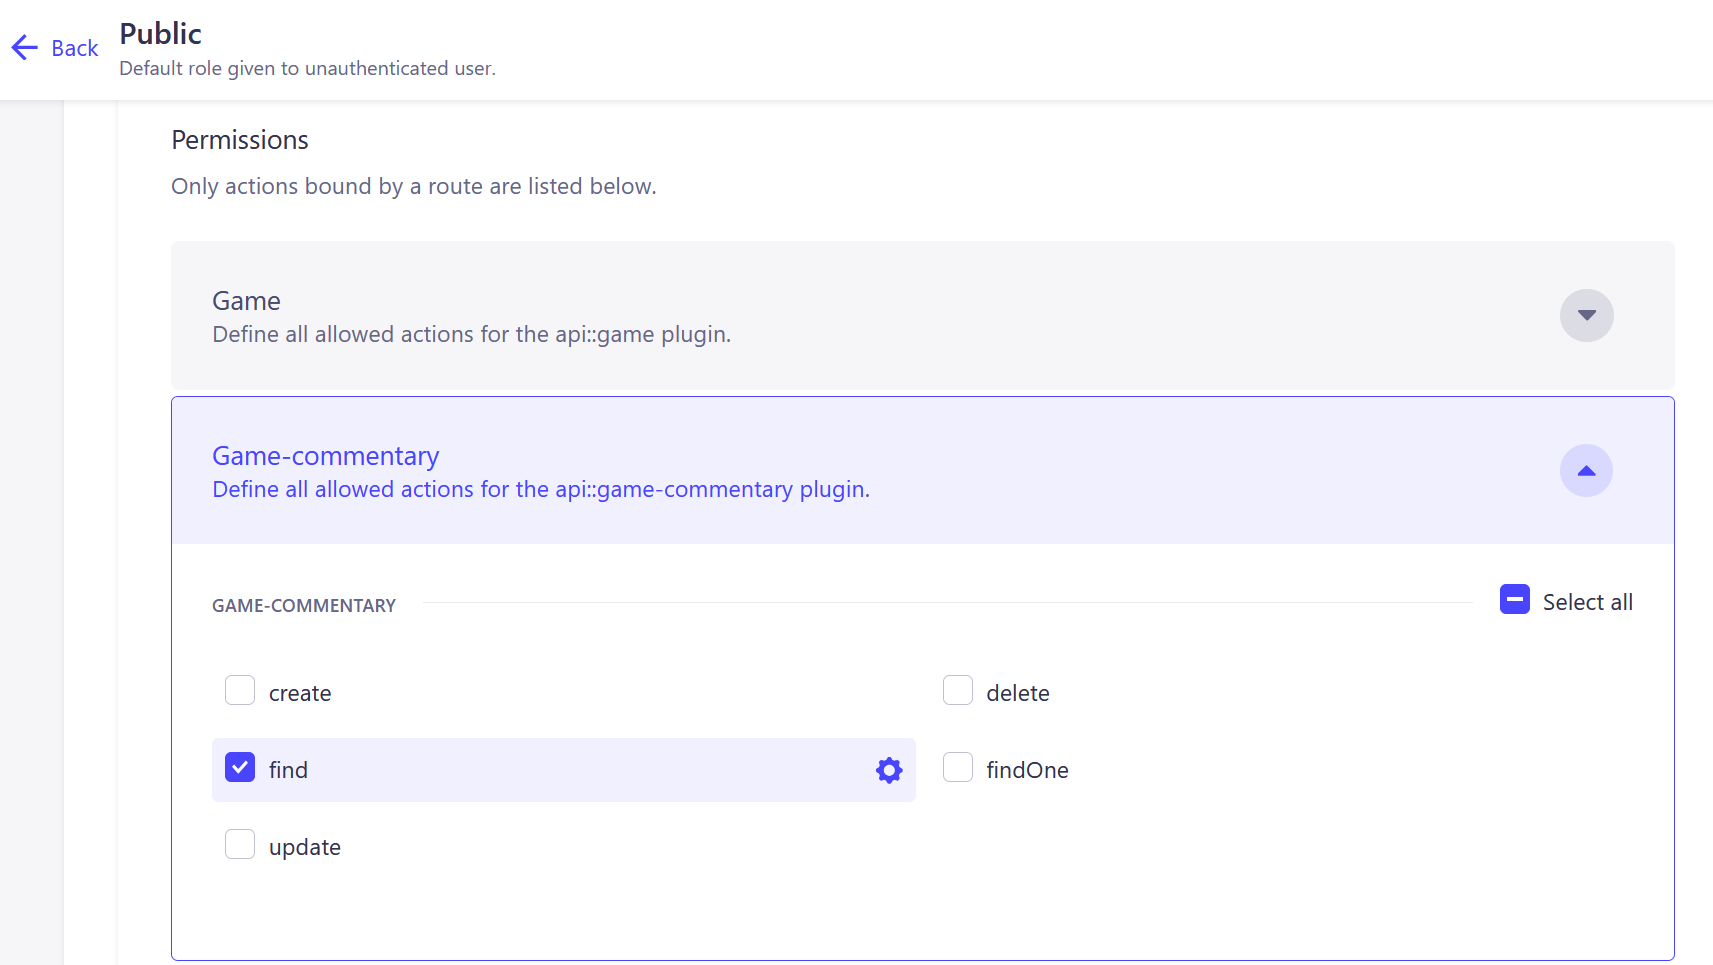 Back
Public
Default role given to unauthenticated user.
Permissions
Only actions bound by a route are listed below.
Game
Define all allowed actions for the api::game plugin.
Game-commentary
Define all allowed actions for the api::game-commentary plugin.
GAME-COMMENTARY
Select all
create
delete
find
findOne
update